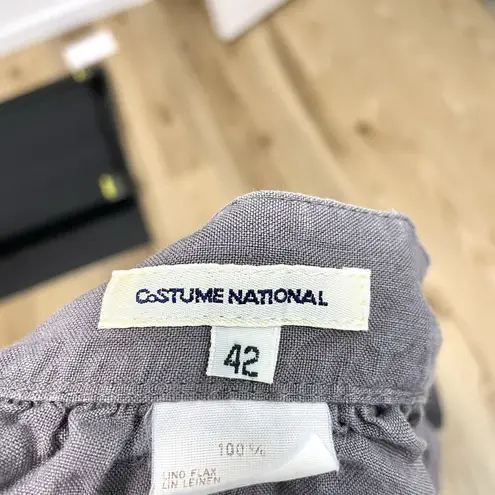 CoSTUME NATIONAL
42
100 %
LINO FLAX
LIN LEINEN